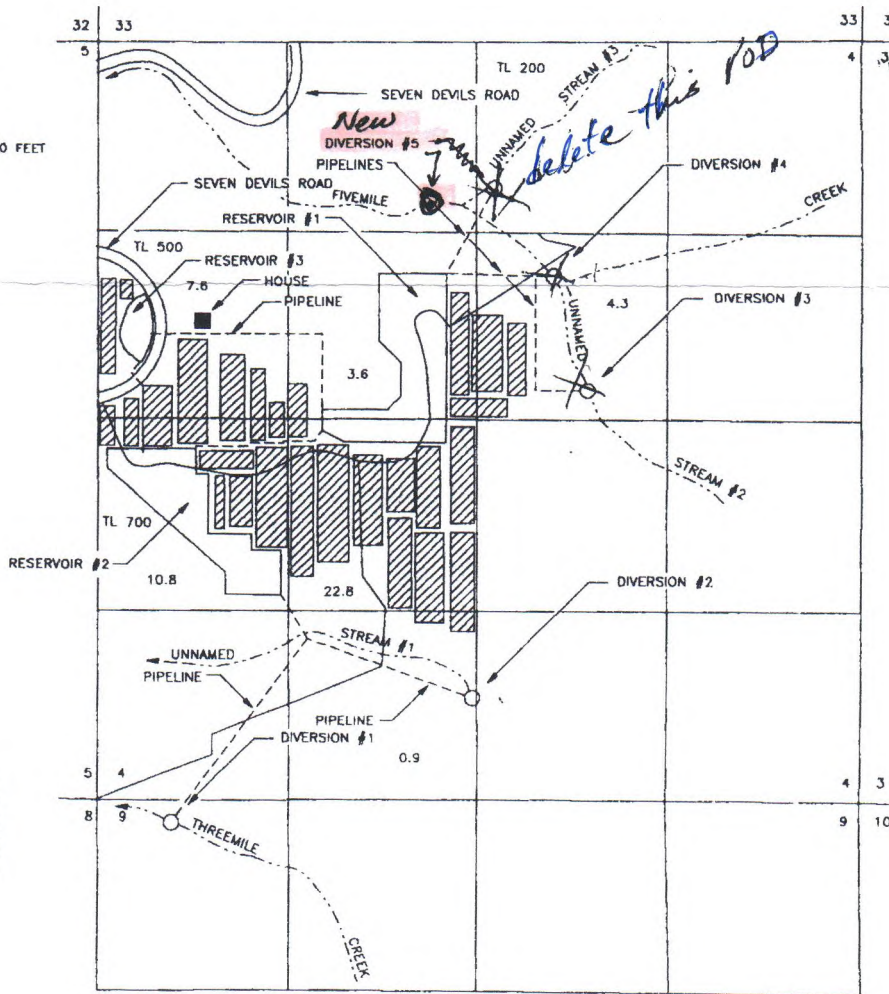 32 33
33 3
5
4 3
TL 200
UNNAMED STREAM #3
delete this POD
SEVEN DEVILS ROAD
New
DIVERSION #5
PIPELINES
0 FEET
DIVERSION #4
SEVEN DEVILS ROAD
FIVEMILE
CREEK
RESERVOIR #1
TL 500
RESERVOIR #3
7.6
HOUSE
PIPELINE
4.3
UNNAMED
DIVERSION #3
3.6
STREAM #2
TL 700
RESERVOIR #2
10.8
22.8
DIVERSION #2
UNNAMED
STREAM #1
PIPELINE
PIPELINE
DIVERSION #1
0.9
5 4
4 3
8 9
9 10
THREEMILE
CREEK